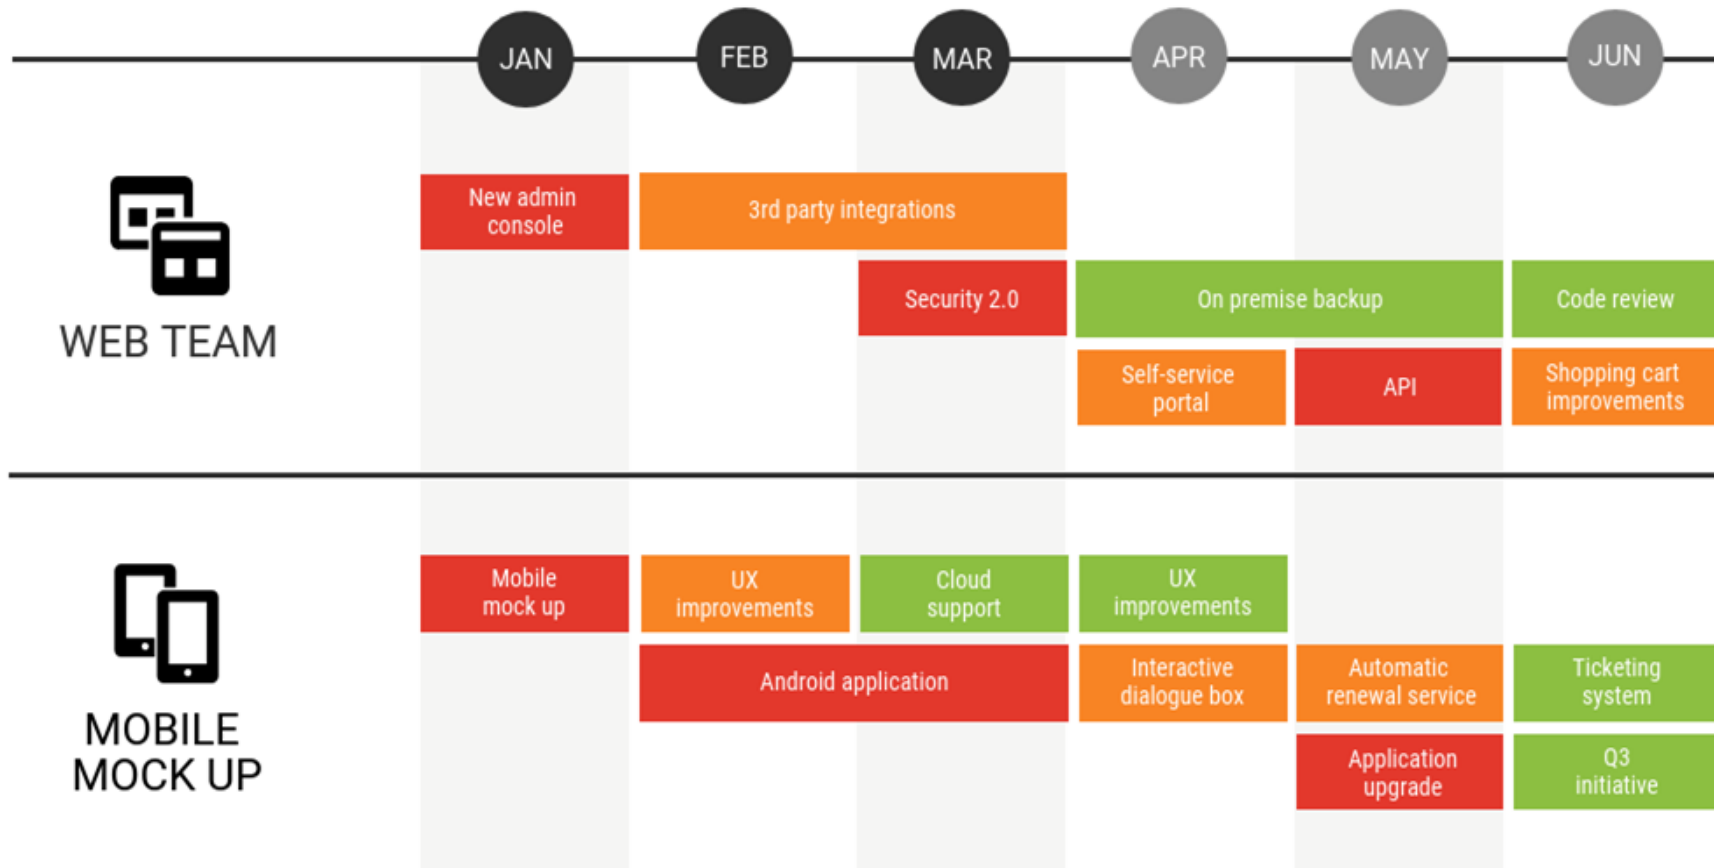 JAN
FEB
MAR
APR
MAY
JUN
WEB TEAM
New admin
console
3rd party integrations
Security 2.0
On premise backup
Code review
Self-service
portal
API
Shopping cart
improvements
MOBILE
MOCK UP
Mobile
mock up
UX
improvements
Cloud
support
UX
improvements
Android application
Interactive
dialogue box
Automatic
renewal service
Ticketing
system
Application
upgrade
Q3
initiative